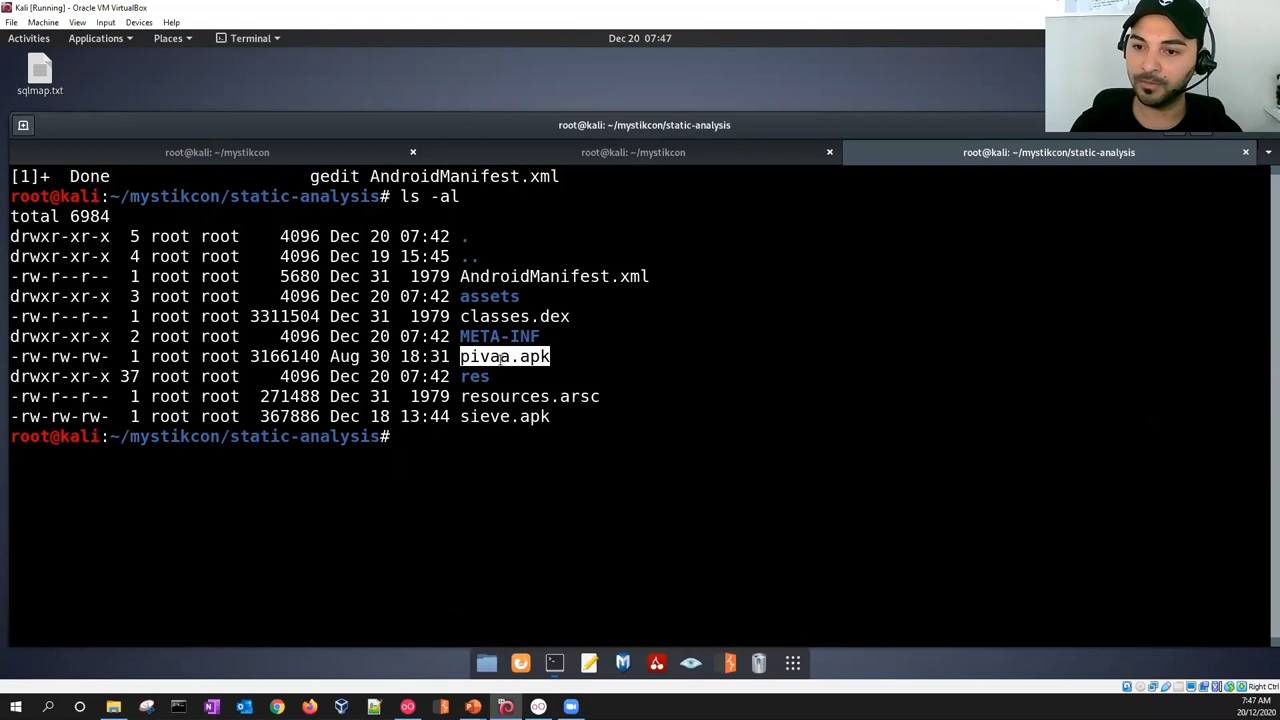 Kali [Running] - Oracle VM VirtualBox
File Machine View Input Devices Help
Activities Applications Places Terminal Dec 20 07:47
sqlmap.txt
root@kali: ~/mystikcon/static-analysis
root@kali: ~/mystikcon × root@kali: ~/mystikcon × root@kali: ~/mystikcon/static-analysis ×
[1]+ Done gedit AndroidManifest.xml
root@kali:~/mystikcon/static-analysis# ls -al
total 6984
drwxr-xr-x 5 root root 4096 Dec 20 07:42 .
drwxr-xr-x 4 root root 4096 Dec 19 15:45 ..
-rw-r--r-- 1 root root 5680 Dec 31 1979 AndroidManifest.xml
drwxr-xr-x 3 root root 4096 Dec 20 07:42 assets
-rw-r--r-- 1 root root 3311504 Dec 31 1979 classes.dex
drwxr-xr-x 2 root root 4096 Dec 20 07:42 META-INF
-rw-rw-rw- 1 root root 3166140 Aug 30 18:31 pivaa.apk
drwxr-xr-x 37 root root 4096 Dec 20 07:42 res
-rw-r--r-- 1 root root 271488 Dec 31 1979 resources.arsc
-rw-rw-rw- 1 root root 367886 Dec 18 13:44 sieve.apk
root@kali:~/mystikcon/static-analysis#
Right Ctrl
7:47 AM
20/12/2020